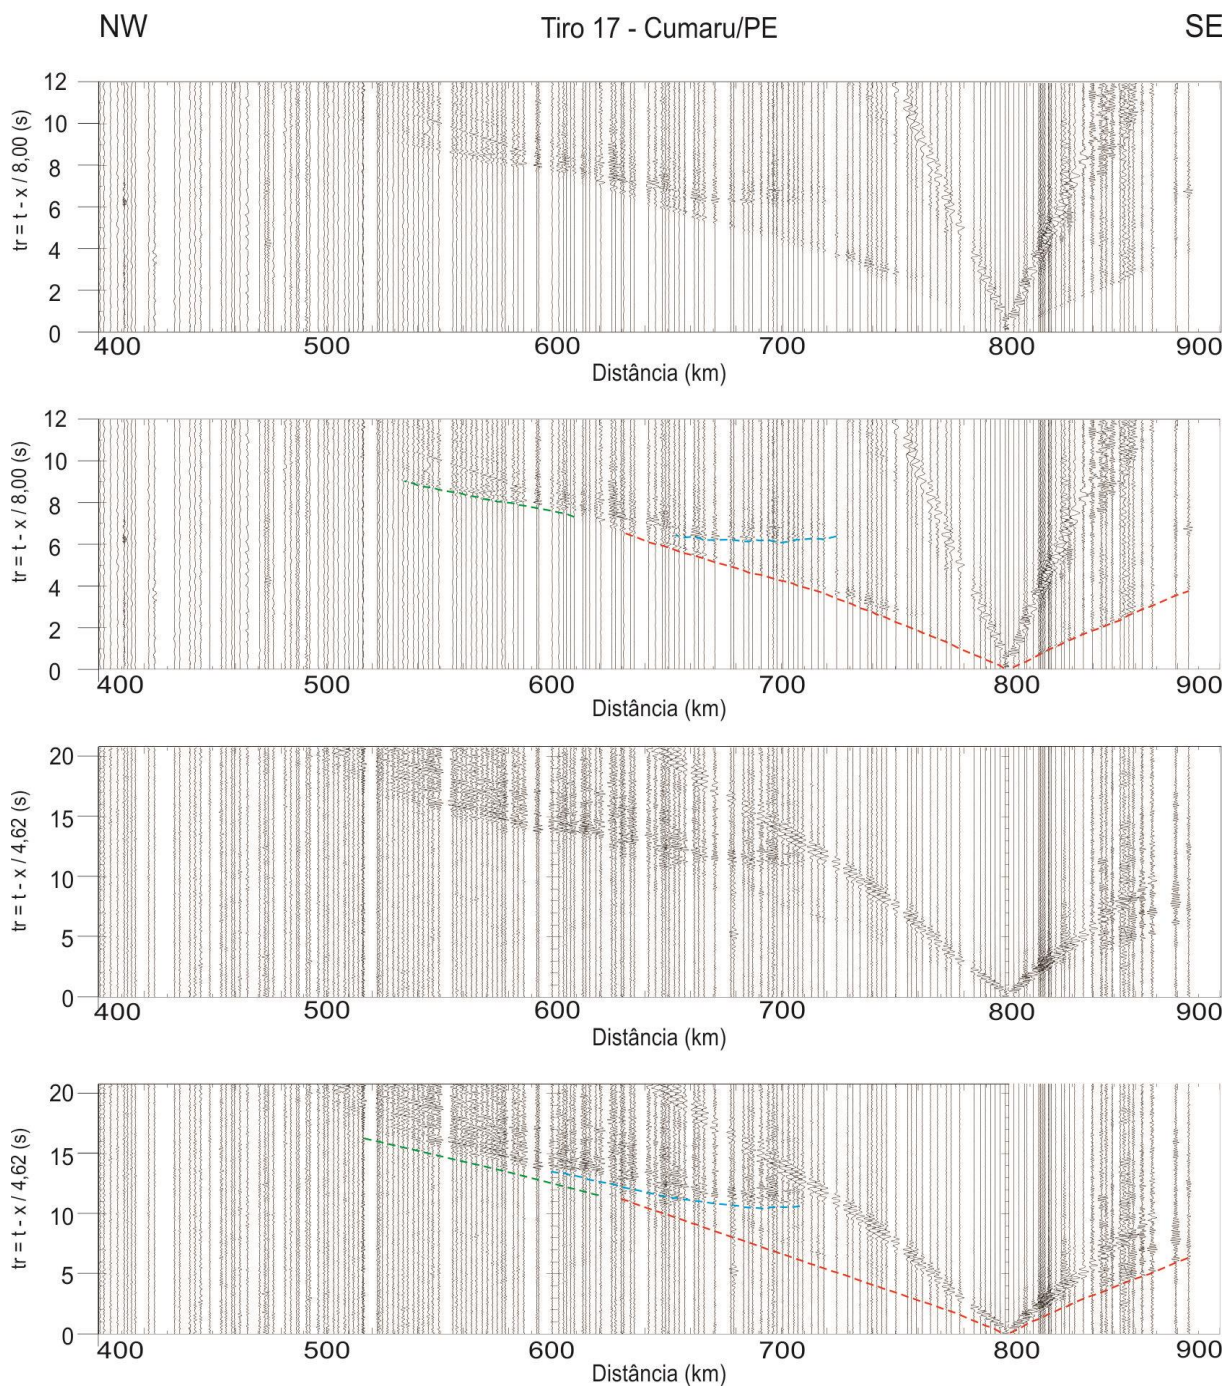 NW Tiro 17 - Cumaru/PE SE
12
10
8
6
4
2
0
tr = t - x / 8,00 (s)
400 500 600 700 800 900
Distância (km)
12
10
8
6
4
2
0
tr = t - x / 8,00 (s)
400 500 600 700 800 900
Distância (km)
20
15
10
5
0
tr = t - x / 4,62 (s)
400 500 600 700 800 900
Distância (km)
20
15
10
5
0
tr = t - x / 4,62 (s)
400 500 600 700 800 900
Distância (km)